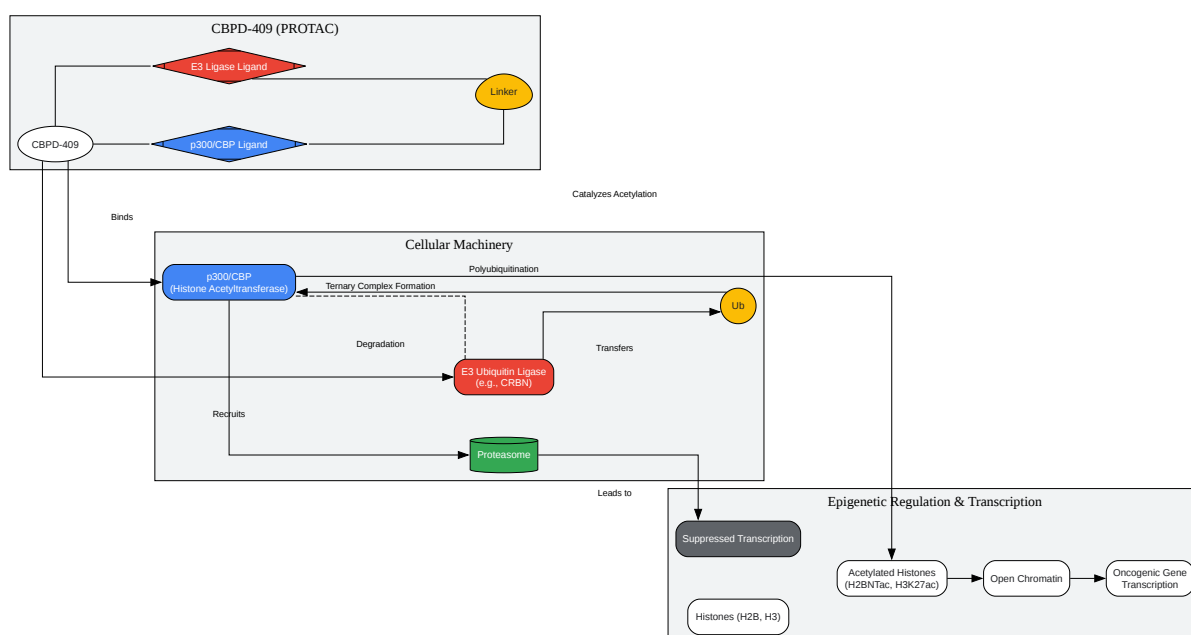 CBPD-409 (PROTAC)
E3 Ligase Ligand
Linker
CBPD-409
p300/CBP Ligand
Catalyzes Acetylation
Binds
Cellular Machinery
Polyubiquitination
p300/CBP
(Histone Acetyltransferase)
Ternary Complex Formation
Ub
Degradation
Transfers
E3 Ubiquitin Ligase
(e.g., CRBN)
Recruits
Proteasome
Leads to
Epigenetic Regulation & Transcription
Suppressed Transcription
Acetylated Histones
(H2BNTac, H3K27ac)
Open Chromatin
Oncogenic Gene
Transcription
Histones (H2B, H3)